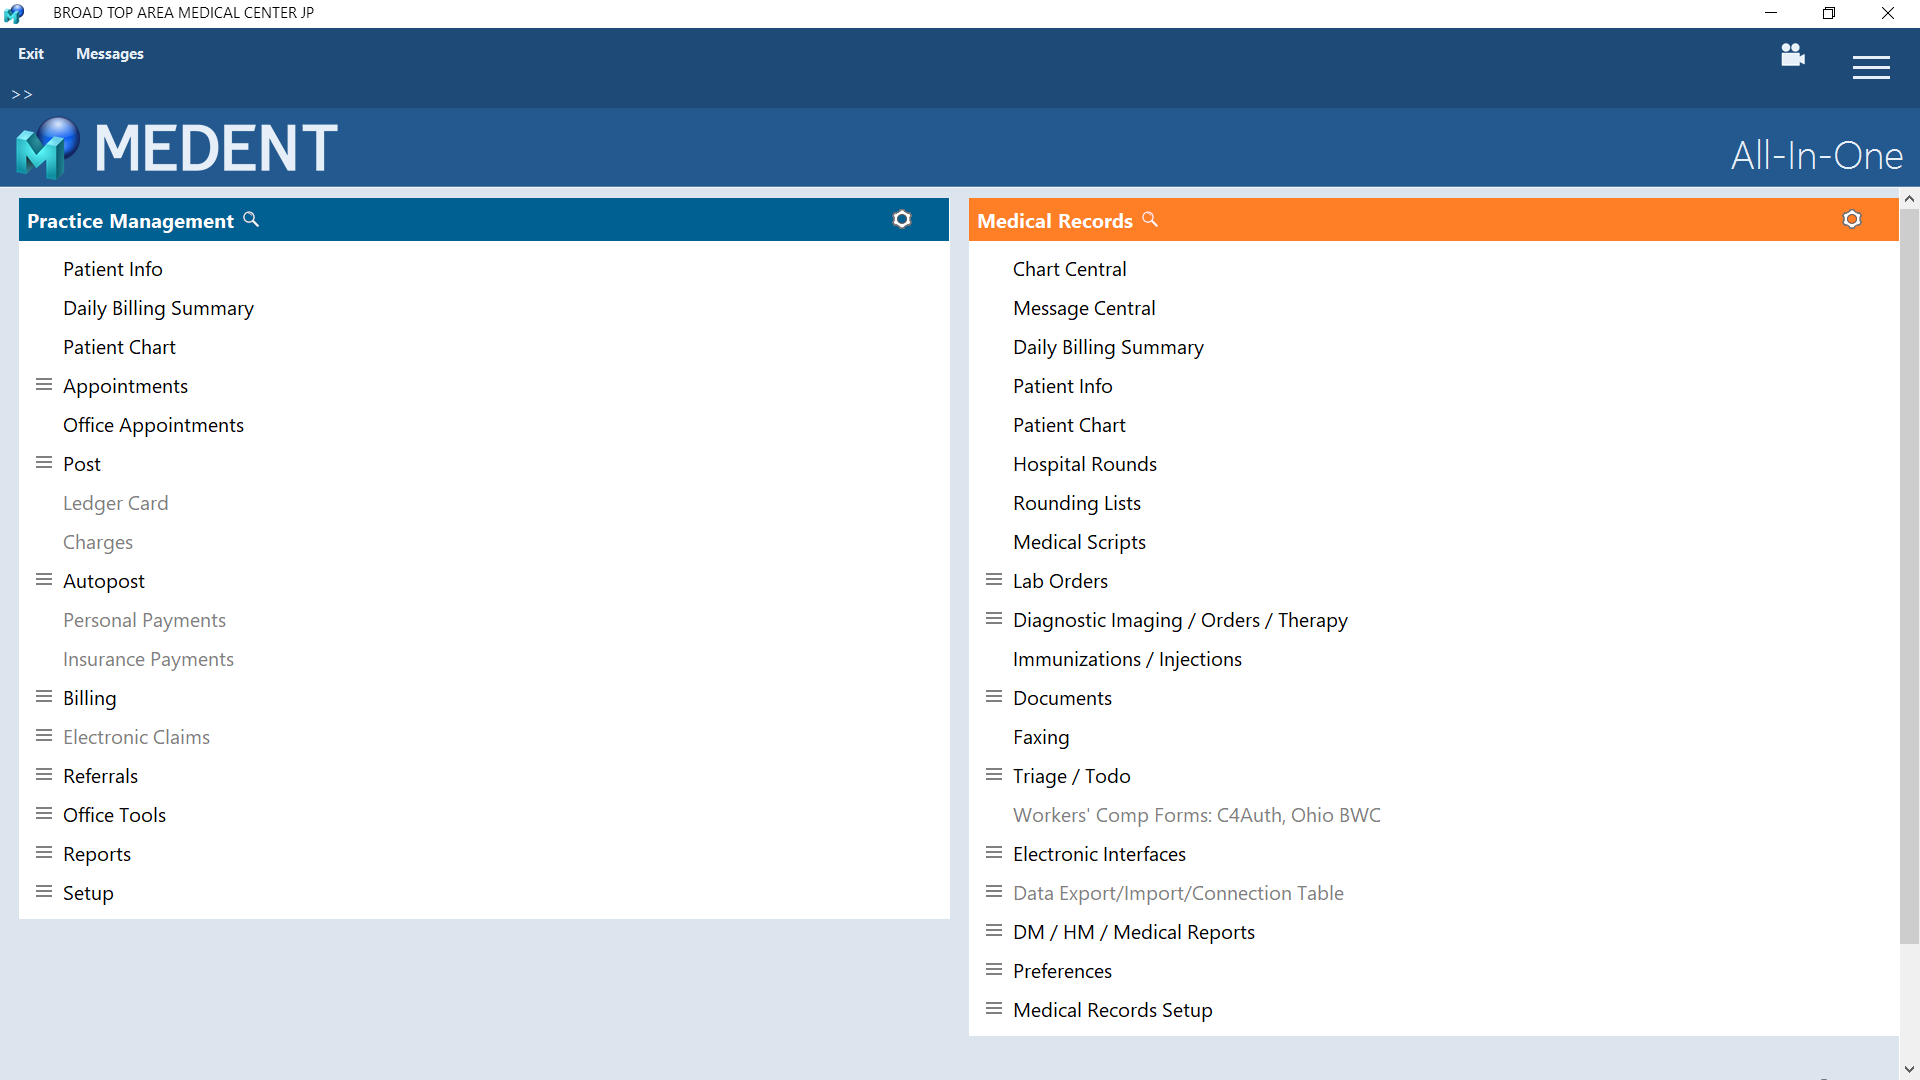 BROAD TOP AREA MEDICAL CENTER JP
Exit Messages
>>
MEDENT
All-In-One
Practice Management
Patient Info
Daily Billing Summary
Patient Chart
Appointments
Office Appointments
Post
Ledger Card
Charges
Autopost
Personal Payments
Insurance Payments
Billing
Electronic Claims
Referrals
Office Tools
Reports
Setup
Medical Records
Chart Central
Message Central
Daily Billing Summary
Patient Info
Patient Chart
Hospital Rounds
Rounding Lists
Medical Scripts
Lab Orders
Diagnostic Imaging / Orders / Therapy
Immunizations / Injections
Documents
Faxing
Triage / Todo
Workers' Comp Forms: C4Auth, Ohio BWC
Electronic Interfaces
Data Export/Import/Connection Table
DM / HM / Medical Reports
Preferences
Medical Records Setup